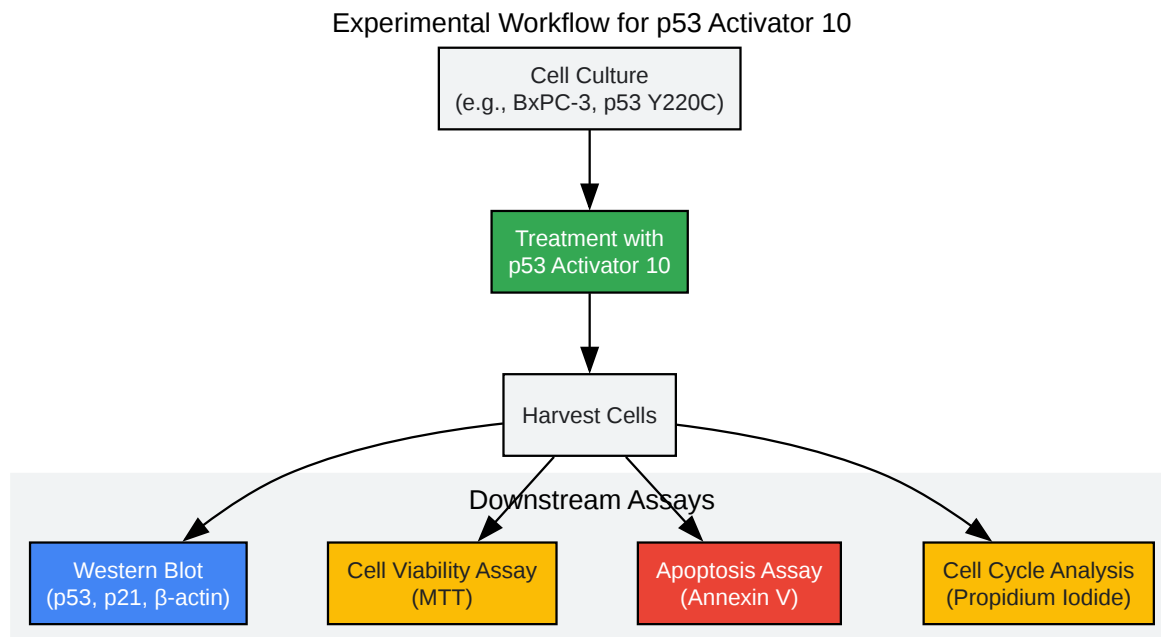 Experimental Workflow for p53 Activator 10
Cell Culture
(e.g., BxPC-3, p53 Y220C)
Treatment with
p53 Activator 10
Harvest Cells
Downstream Assays
Western Blot
(p53, p21, β-actin)
Cell Viability Assay
(MTT)
Apoptosis Assay
(Annexin V)
Cell Cycle Analysis
(Propidium Iodide)